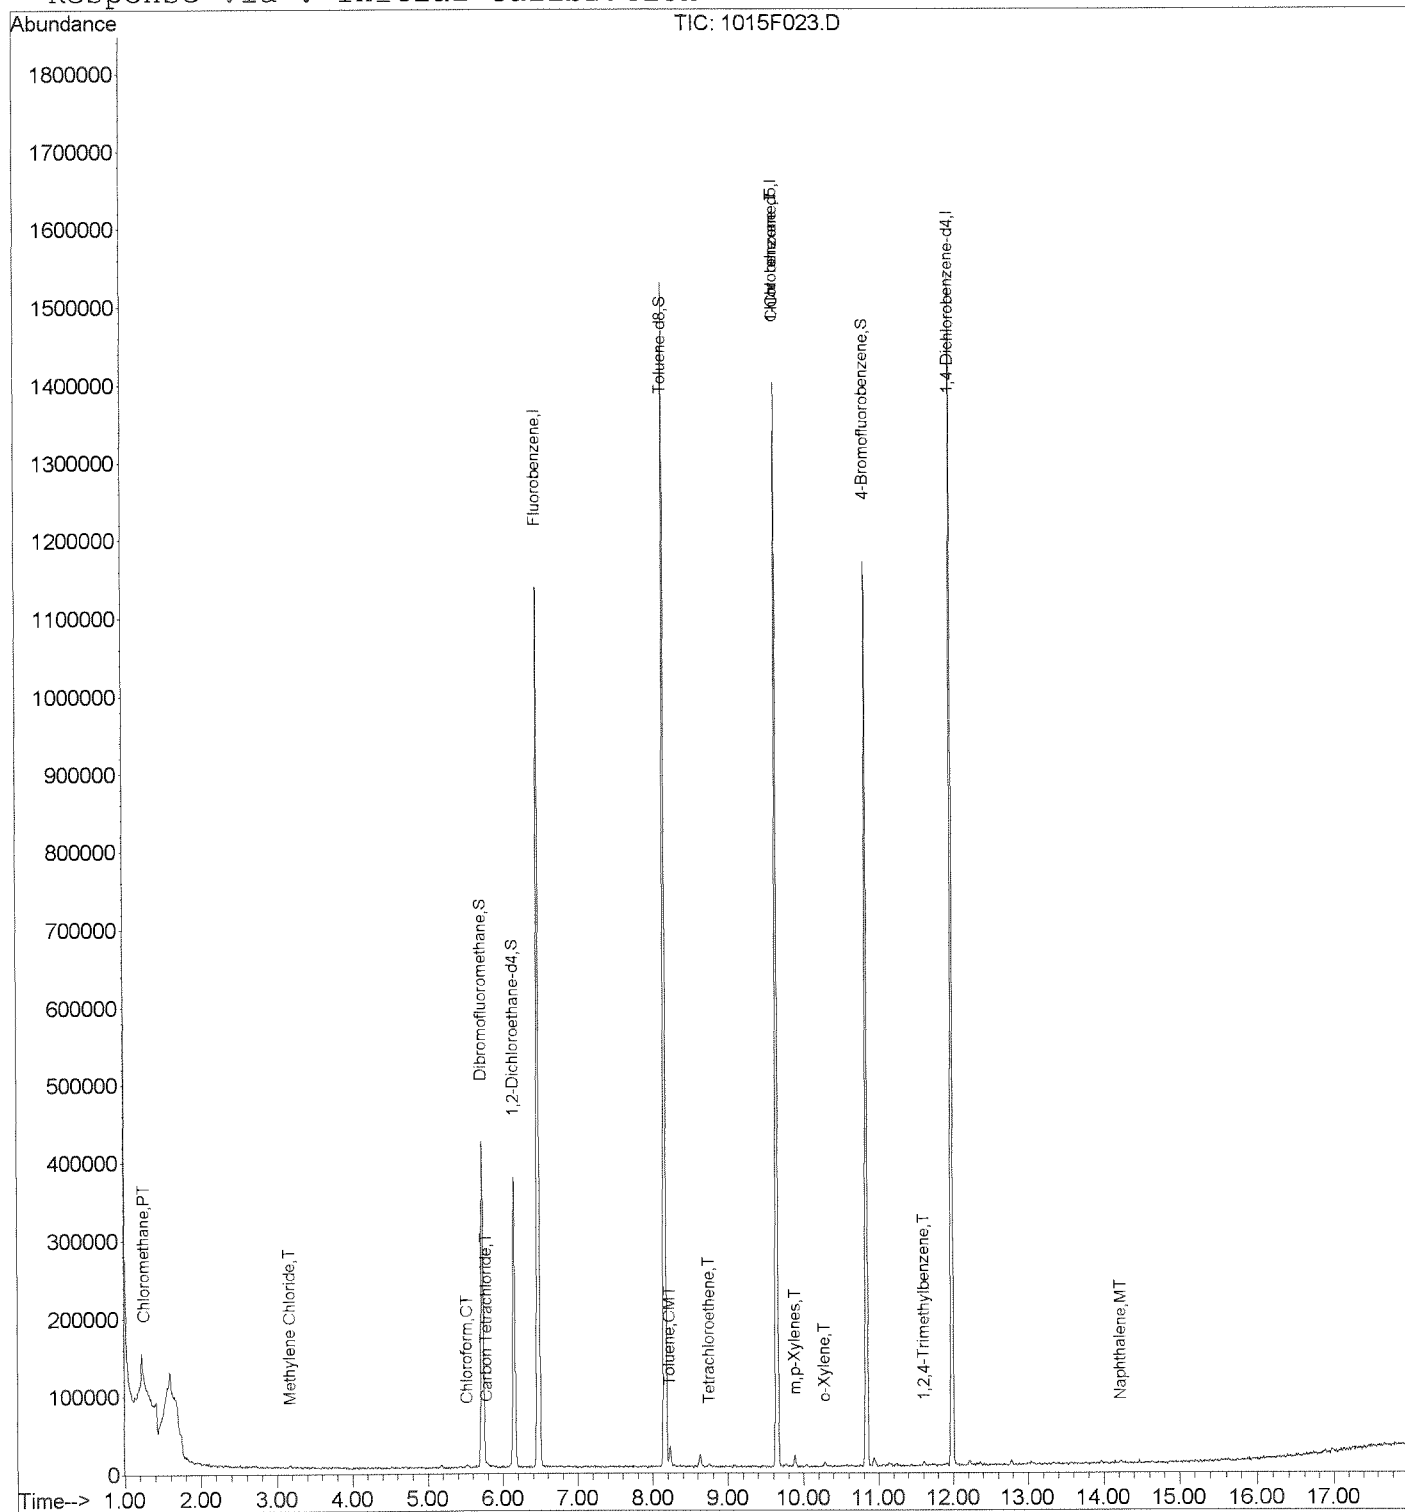 Response via : Initial Calibration
Abundance
TIC: 1015F023.D
1800000
1700000
1600000
1500000
1400000
1300000
1200000
1100000
1000000
900000
800000
700000
600000
500000
400000
300000
200000
100000
0
Chloromethane,PT
Methylene Chloride,T
Chloroform,CT
Dibromofluoromethane,S
Carbon Tetrachloride,T
1,2-Dichloroethane-d4,S
Fluorobenzene,I
Toluene-d8,S
Toluene,CMT
Tetrachloroethene,T
m,p-Xylenes,T
o-Xylene,T
4-Bromofluorobenzene,S
1,2,4-Trimethylbenzene,T
1,4-Dichlorobenzene-d4,I
Naphthalene,MT
Time--> 1.00 2.00 3.00 4.00 5.00 6.00 7.00 8.00 9.00 10.00 11.00 12.00 13.00 14.00 15.00 16.00 17.00